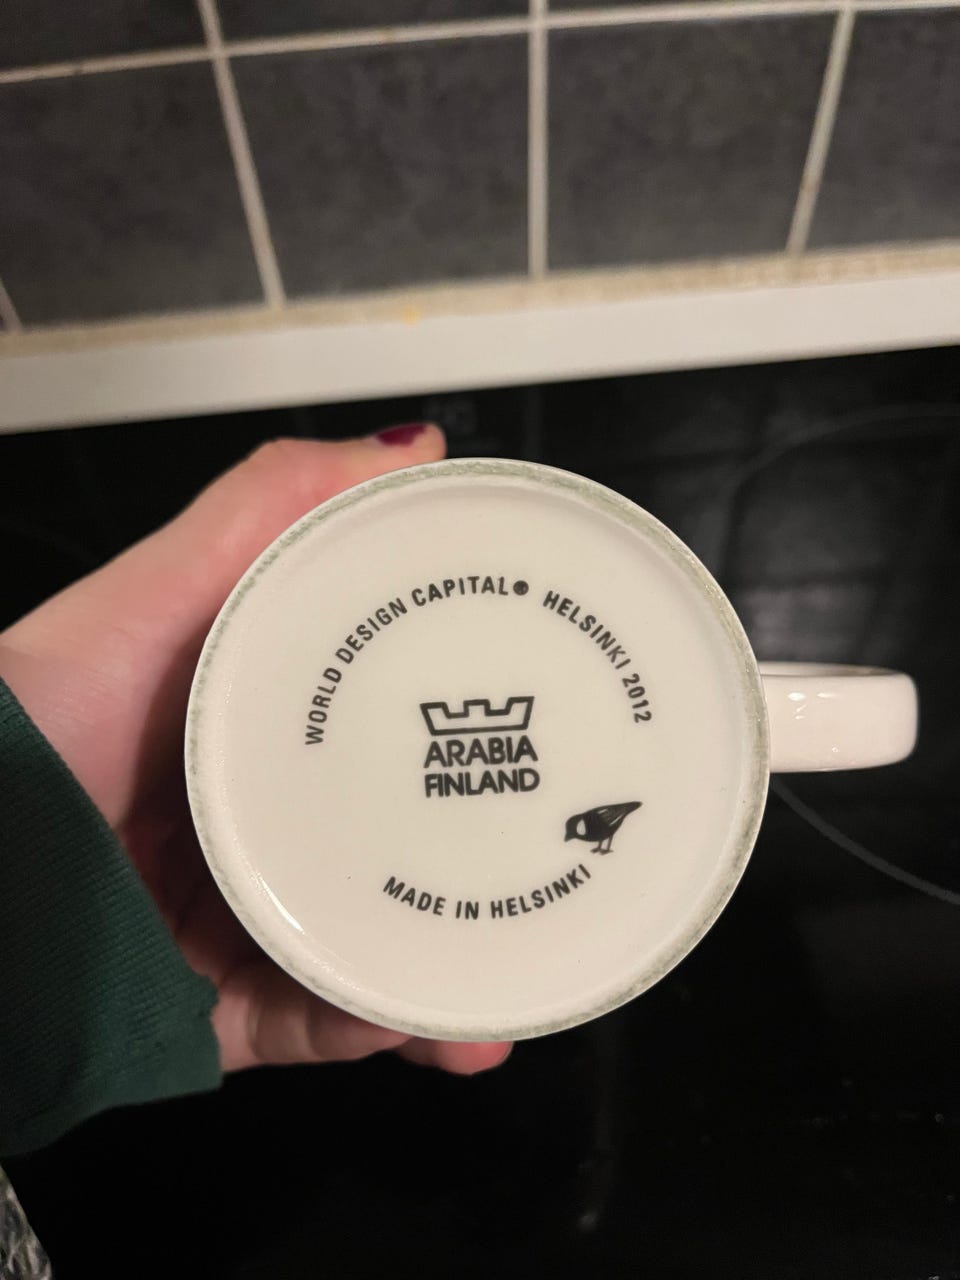 WORLD DESIGN CAPITAL® HELSINKI 2012
ARABIA
FINLAND
MADE IN HELSINKI